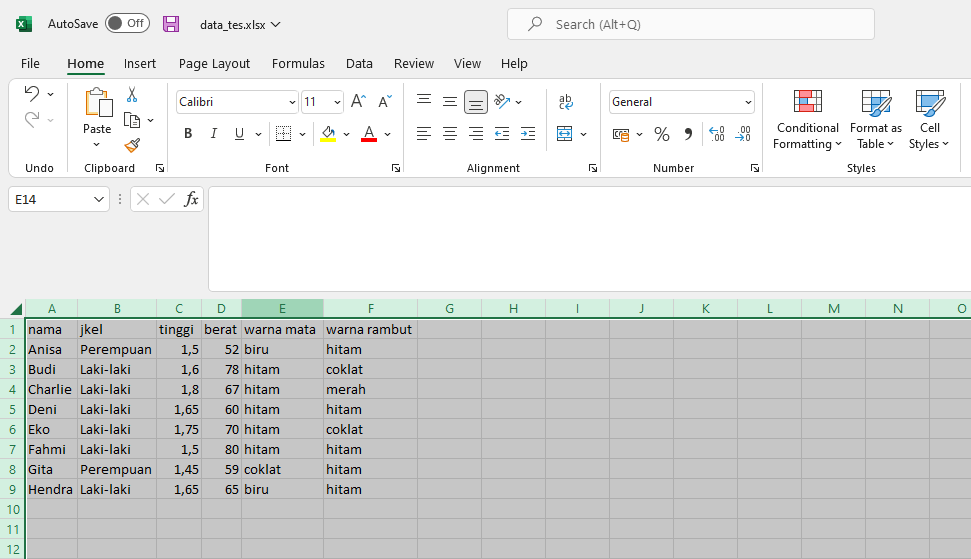 AutoSave Off data_tes.xlsx Search (Alt+Q)
File Home Insert Page Layout Formulas Data Review View Help
Calibri 11 General
Paste
B I U A % Conditional Formatting Format as Table Cell Styles
Undo Clipboard Font Alignment Number Styles
E14 fx
A B C D E F G H I J K L M N O
1 nama jkel tinggi berat warna mata warna rambut
2 Anisa Perempuan 1,5 52 biru hitam
3 Budi Laki-laki 1,6 78 hitam coklat
4 Charlie Laki-laki 1,8 67 hitam merah
5 Deni Laki-laki 1,65 60 hitam hitam
6 Eko Laki-laki 1,75 70 hitam coklat
7 Fahmi Laki-laki 1,5 80 hitam hitam
8 Gita Perempuan 1,45 59 coklat hitam
9 Hendra Laki-laki 1,65 65 biru hitam
10
11
12